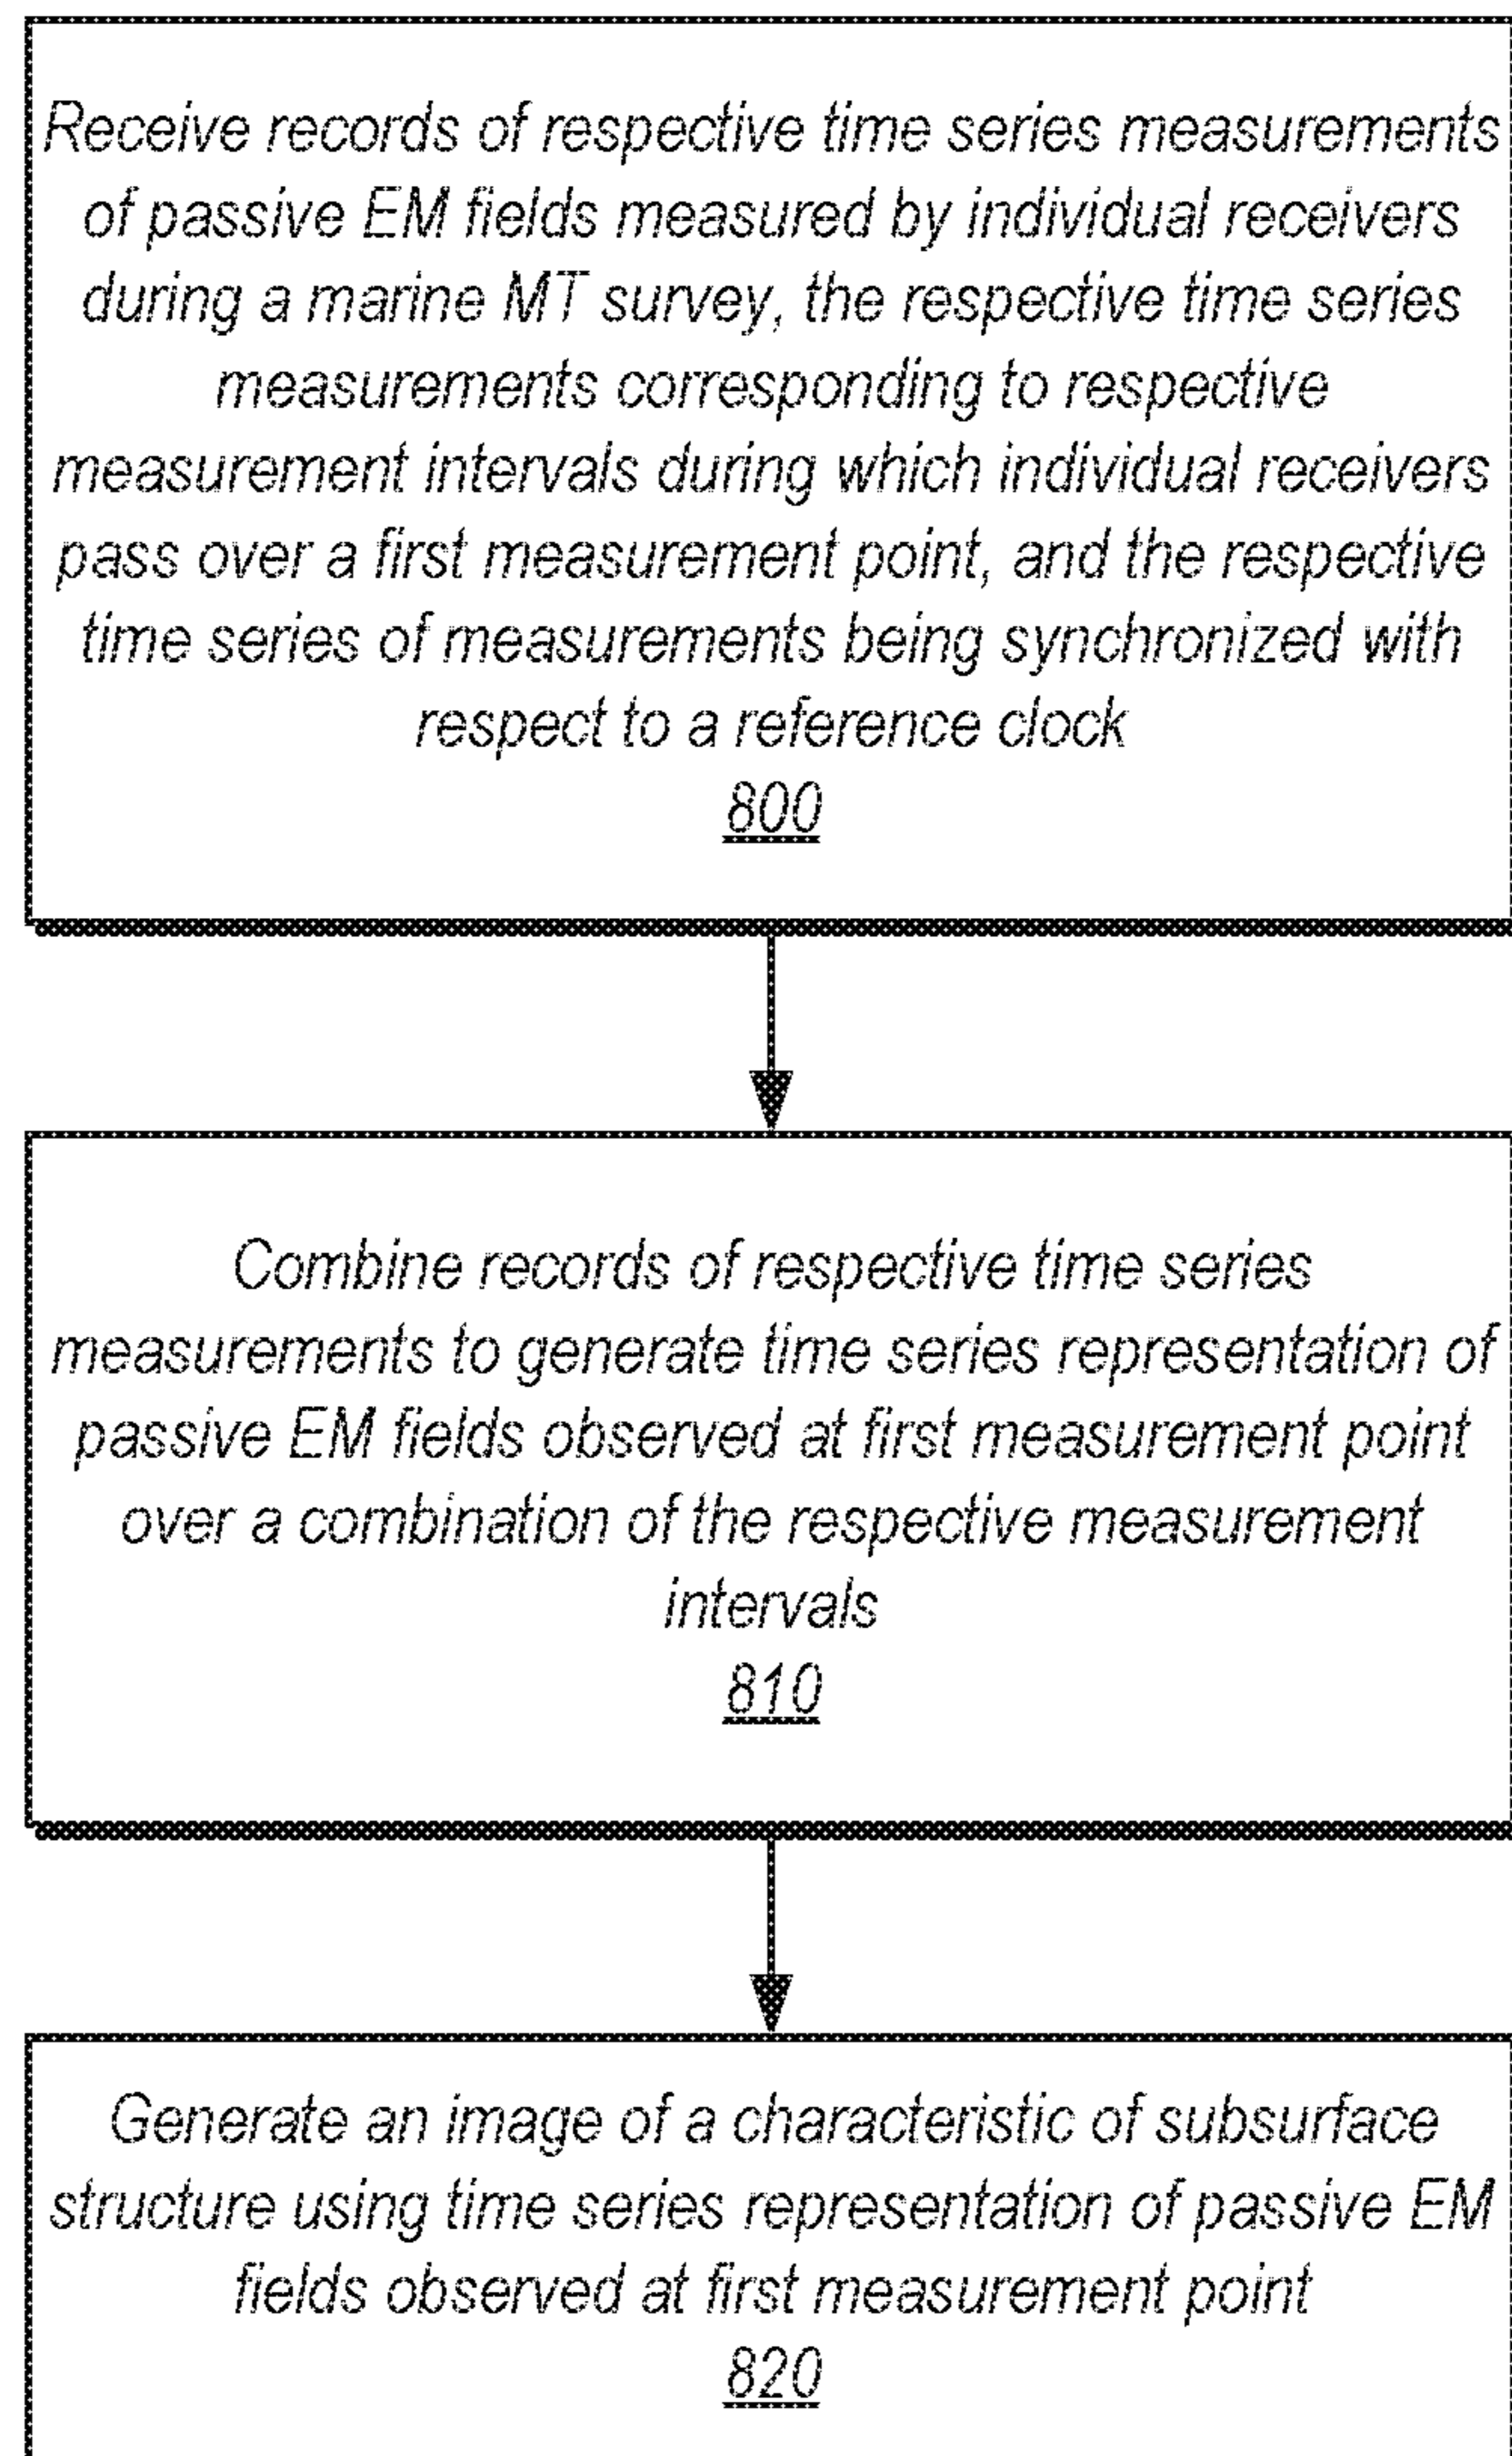 Receive records of respective time series measurements
of passive EM fields measured by individual receivers
during a marine MT survey, the respective time series
measurements corresponding to respective
measurement intervals during which individual receivers
pass over a first measurement point, and the respective
time series of measurements being synchronized with
respect to a reference clock
800
Combine records of respective time series
measurements to generate time series representation of
passive EM fields observed at first measurement point
over a combination of the respective measurement
intervals
810
Generate an image of a characteristic of subsurface
structure using time series representation of passive EM
fields observed at first measurement point
820